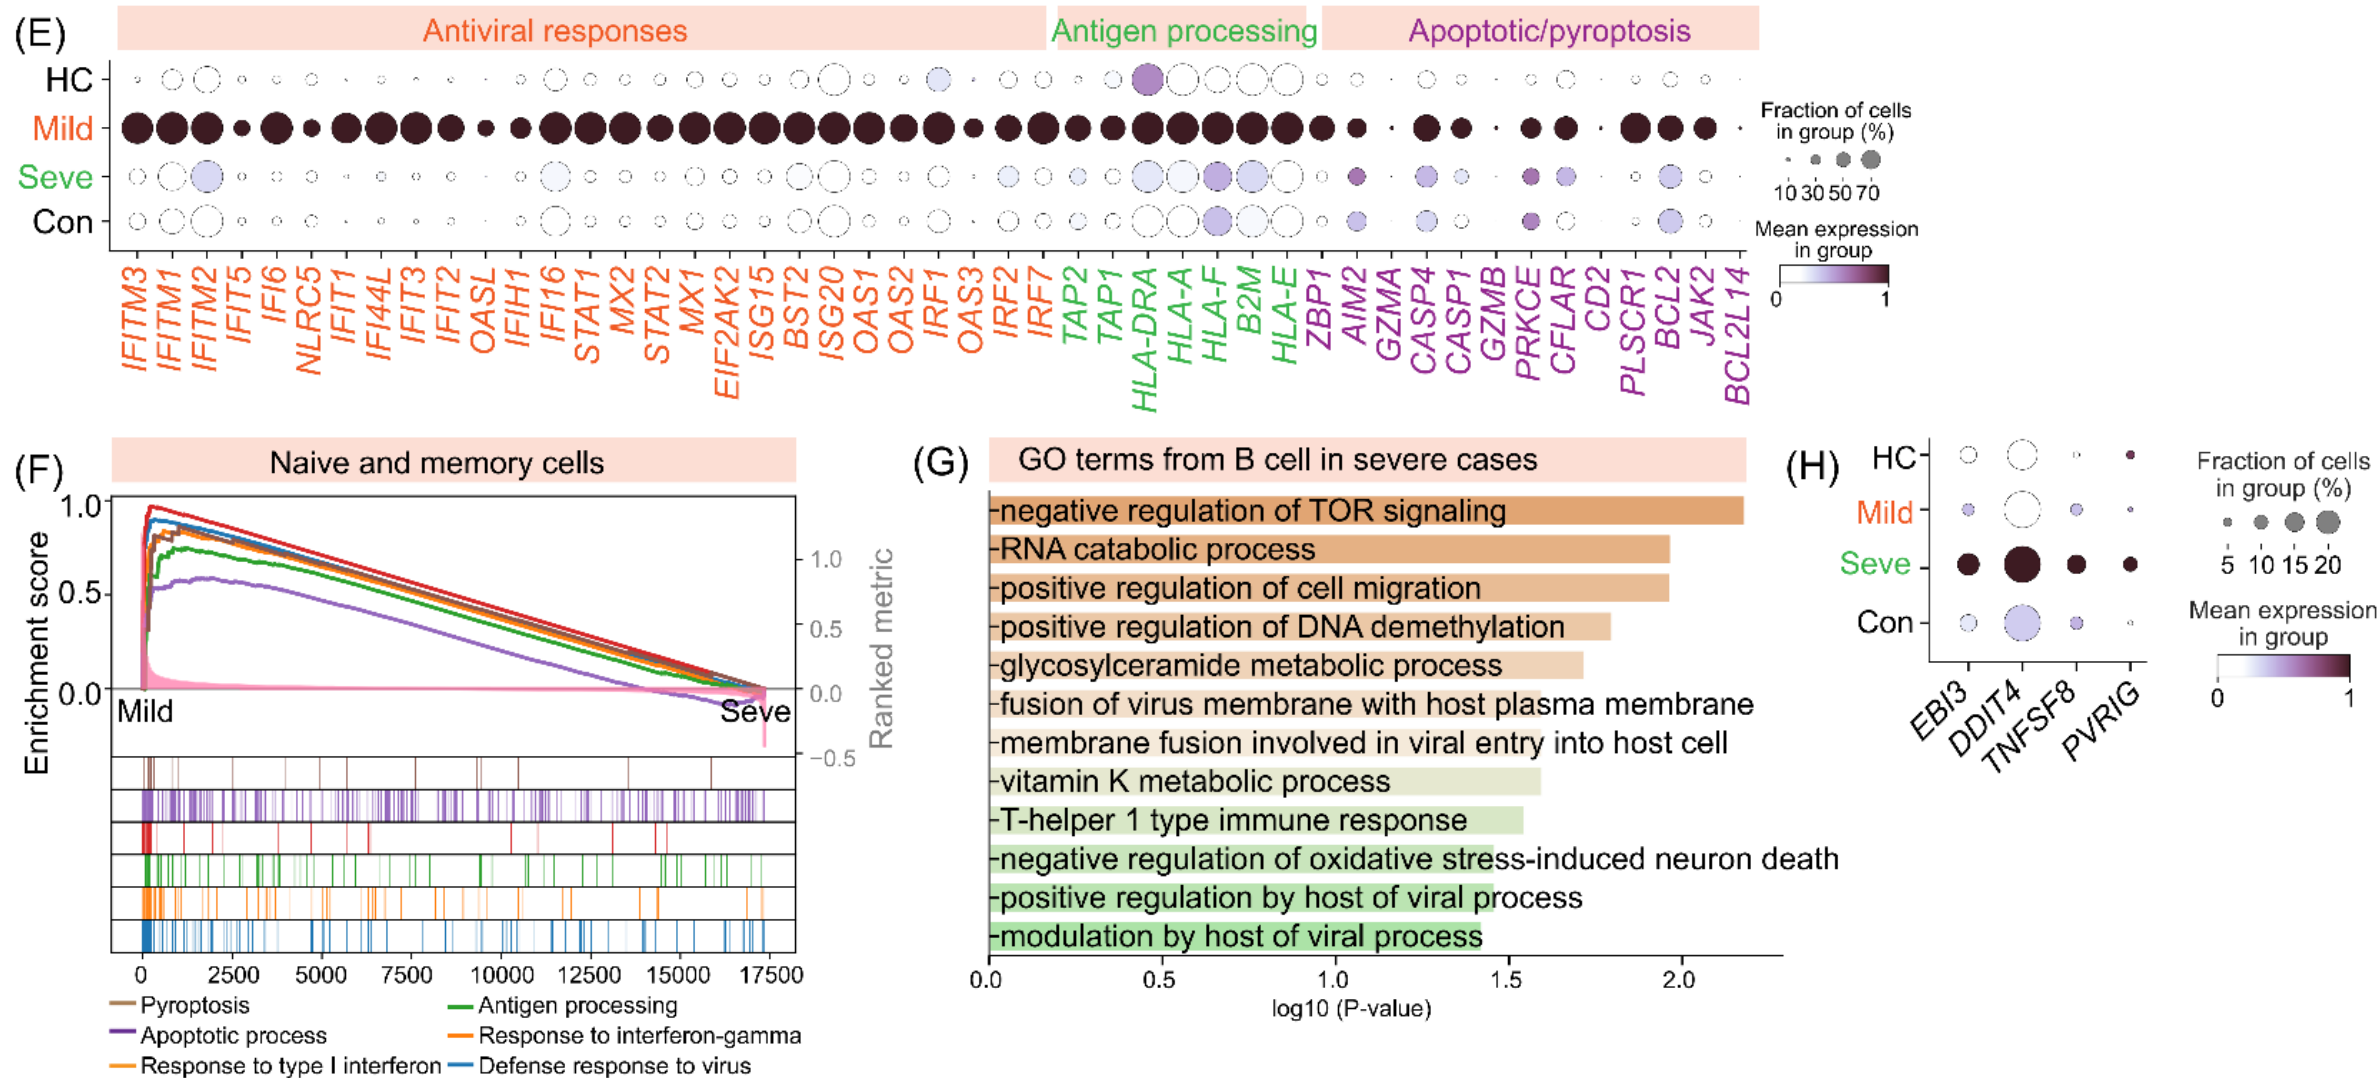 (E)
Antiviral responses
Antigen processing
Apoptotic/pyroptosis
HC
Mild
Seve
Con
IFITM3
IFITM1
IFITM2
IFIT5
IFI6
NLRC5
IFIT1
IFI44L
IFIT3
IFIT2
OASL
IFIH1
IFI16
STAT1
MX2
STAT2
MX1
EIF2AK2
ISG15
BST2
ISG20
OAS1
OAS2
IRF1
OAS3
IRF2
IRF7
TAP2
TAP1
HLA-DRA
HLA-A
HLA-F
B2M
HLA-E
ZBP1
AIM2
GZMA
CASP4
CASP1
GZMB
PRKCE
CFLAR
CD2
PLSCR1
BCL2
JAK2
BCL2L14
Fraction of cells
in group (%)
10 30 50 70
Mean expression
in group
0 1
(F)
Naive and memory cells
Enrichment score
1.0
0.5
0.0
Mild
Seve
1.0
0.5
0.0
−0.5
Ranked metric
0 2500 5000 7500 10000 12500 15000 17500
Pyroptosis
Antigen processing
Apoptotic process
Response to interferon-gamma
Response to type I interferon
Defense response to virus
(G)
GO terms from B cell in severe cases
negative regulation of TOR signaling
RNA catabolic process
positive regulation of cell migration
positive regulation of DNA demethylation
glycosylceramide metabolic process
fusion of virus membrane with host plasma membrane
membrane fusion involved in viral entry into host cell
vitamin K metabolic process
T-helper 1 type immune response
negative regulation of oxidative stress-induced neuron death
positive regulation by host of viral process
modulation by host of viral process
0.0 0.5 1.0 1.5 2.0
log10 (P-value)
(H)
HC
Mild
Seve
Con
EBI3
DDIT4
TNFSF8
PVRIG
Fraction of cells
in group (%)
5 10 15 20
Mean expression
in group
0 1